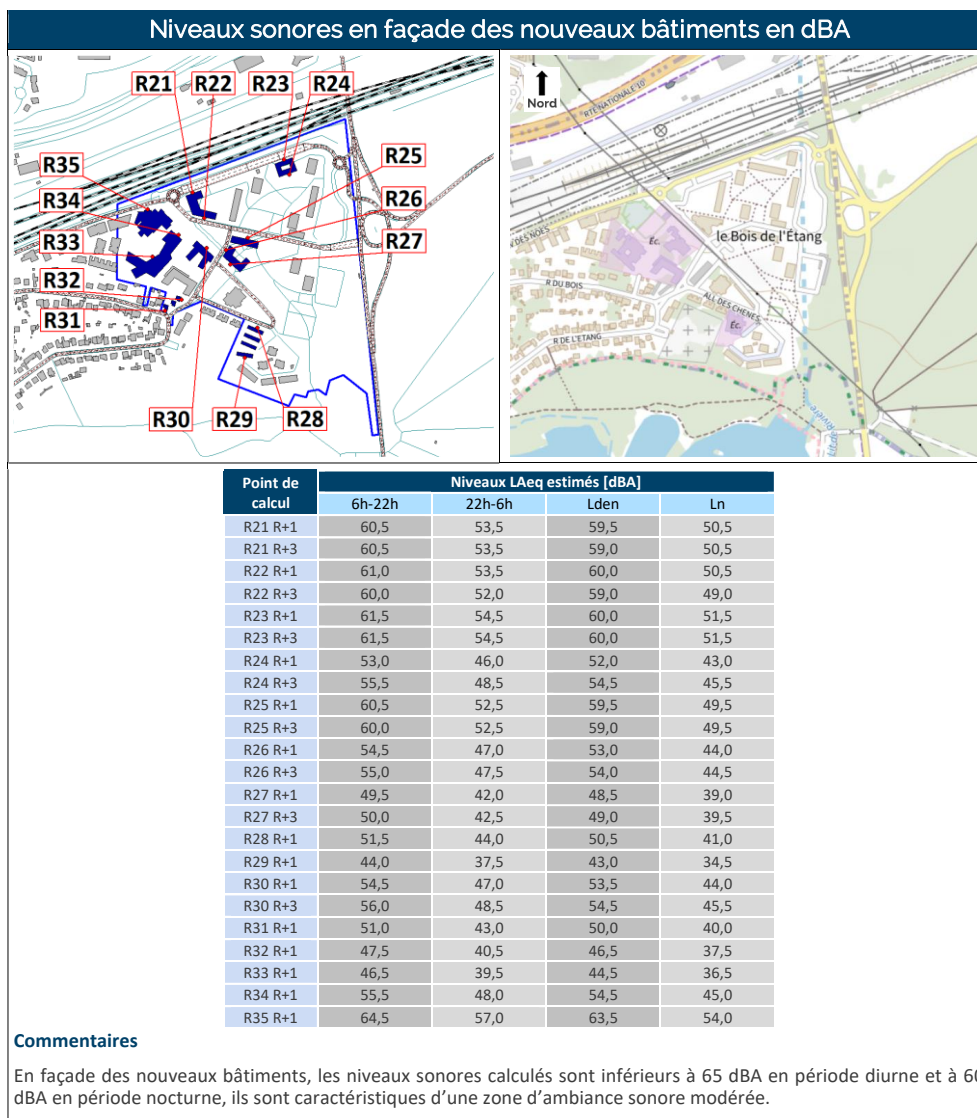 Niveaux sonores en façade des nouveaux bâtiments en dBA
R21 R22 R23 R24
R25
R35
R26
R34
R27
R33
R32
R31
R30 R29 R28
Nord
RTE NATIONALE 10
le Bois de l'Étang
Éc.
V DES NOËS
R DU BOIS
ALL DES CHENES
Éc.
R DE L'ETANG
Point de calcul Niveaux LAeq estimés [dBA]
6h-22h 22h-6h Lden Ln
R21 R+1 60,5 53,5 59,5 50,5
R21 R+3 60,5 53,5 59,0 50,5
R22 R+1 61,0 53,5 60,0 50,5
R22 R+3 60,0 52,0 59,0 49,0
R23 R+1 61,5 54,5 60,0 51,5
R23 R+3 61,5 54,5 60,0 51,5
R24 R+1 53,0 46,0 52,0 43,0
R24 R+3 55,5 48,5 54,5 45,5
R25 R+1 60,5 52,5 59,5 49,5
R25 R+3 60,0 52,5 59,0 49,5
R26 R+1 54,5 47,0 53,0 44,0
R26 R+3 55,0 47,5 54,0 44,5
R27 R+1 49,5 42,0 48,5 39,0
R27 R+3 50,0 42,5 49,0 39,5
R28 R+1 51,5 44,0 50,5 41,0
R29 R+1 44,0 37,5 43,0 34,5
R30 R+1 54,5 47,0 53,5 44,0
R30 R+3 56,0 48,5 54,5 45,5
R31 R+1 51,0 43,0 50,0 40,0
R32 R+1 47,5 40,5 46,5 37,5
R33 R+1 46,5 39,5 44,5 36,5
R34 R+1 55,5 48,0 54,5 45,0
R35 R+1 64,5 57,0 63,5 54,0
Commentaires
En façade des nouveaux bâtiments, les niveaux sonores calculés sont inférieurs à 65 dBA en période diurne et à 60
dBA en période nocturne, ils sont caractéristiques d'une zone d'ambiance sonore modérée.